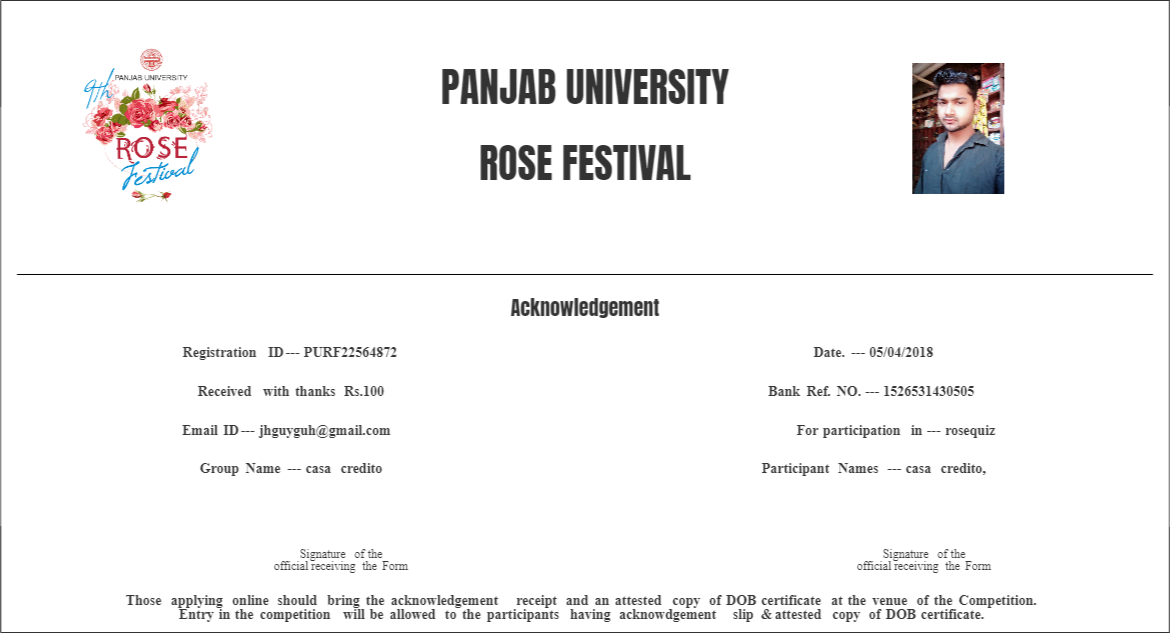 9th
PANJAB UNIVERSITY
ROSE
Festival
PANJAB UNIVERSITY
ROSE FESTIVAL
Acknowledgement
Registration ID--- PURF22564872
Date. --- 05/04/2018
Received with thanks Rs.100
Bank Ref. NO. --- 1526531430505
Email ID--- jhguyguh@gmail.com
For participation in --- rosequiz
Group Name --- casa credito
Participant Names --- casa credito,
Signature of the
official receiving the Form
Signature of the
official receiving the Form
Those applying online should bring the acknowledgement receipt and an attested copy of DOB certificate at the venue of the Competition.
Entry in the competition will be allowed to the participants having acknowdgement slip & attested copy of DOB certificate.